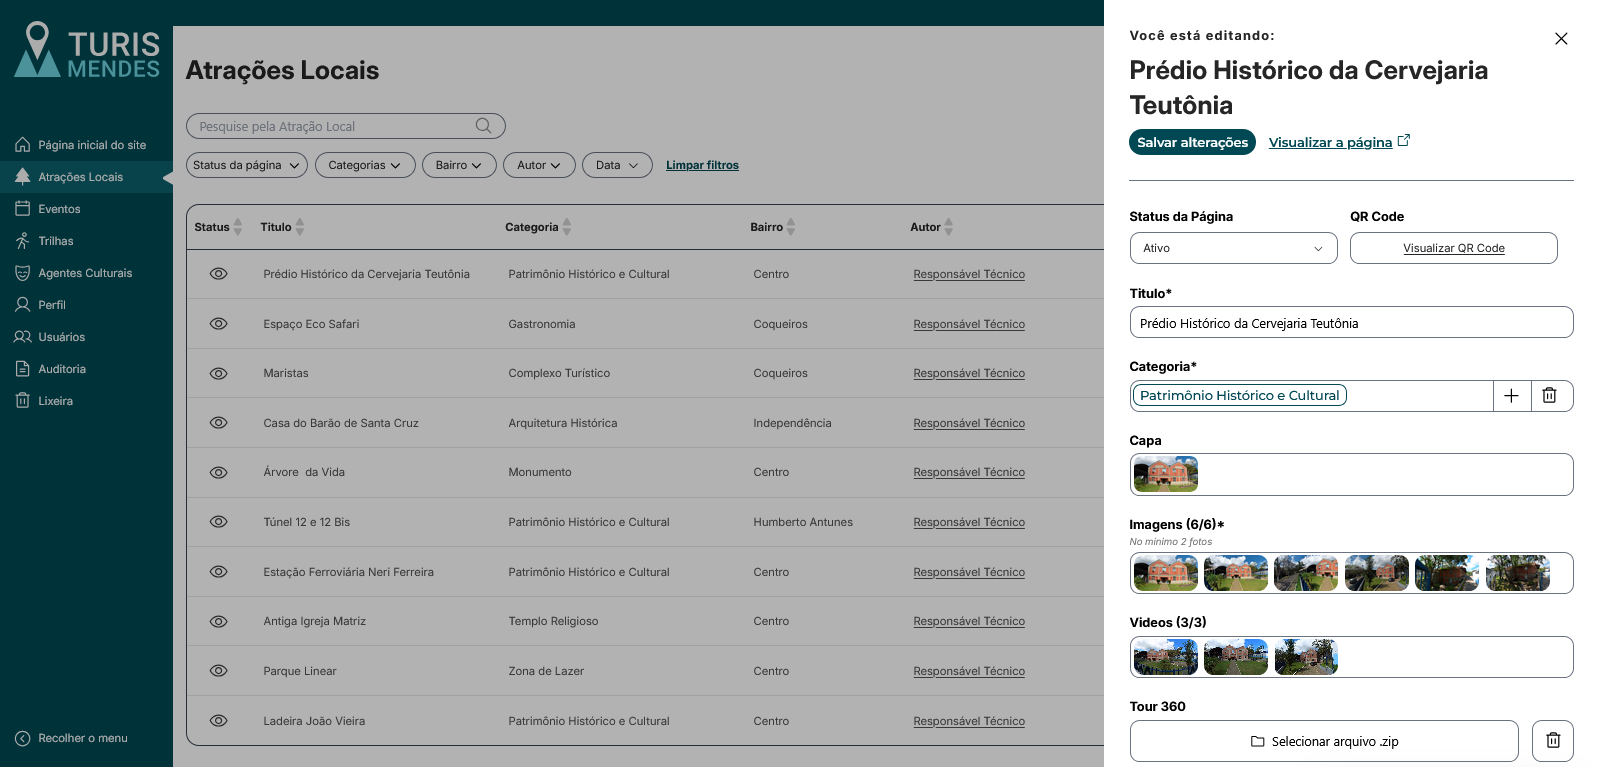 TURIS
MENDES
Página inicial do site
Atrações Locais
Eventos
Trilhas
Agentes Culturais
Perfil
Usuários
Auditoria
Lixeira
Recolher o menu
Atrações Locais
Pesquise pela Atração Local
Status da página Categorias Bairro Autor Data Limpar filtros
Status Titulo Categoria Bairro Autor
Prédio Histórico da Cervejaria Teutônia Patrimônio Histórico e Cultural Centro Responsável Técnico
Espaço Eco Safari Gastronomia Coqueiros Responsável Técnico
Maristas Complexo Turístico Coqueiros Responsável Técnico
Casa do Barão de Santa Cruz Arquitetura Histórica Independência Responsável Técnico
Árvore da Vida Monumento Centro Responsável Técnico
Túnel 12 e 12 Bis Patrimônio Histórico e Cultural Humberto Antunes Responsável Técnico
Estação Ferroviária Neri Ferreira Patrimônio Histórico e Cultural Centro Responsável Técnico
Antiga Igreja Matriz Templo Religioso Centro Responsável Técnico
Parque Linear Zona de Lazer Centro Responsável Técnico
Ladeira João Vieira Patrimônio Histórico e Cultural Centro Responsável Técnico
Você está editando:
Prédio Histórico da Cervejaria
Teutônia
Salvar alterações Visualizar a página
Status da Página QR Code
Ativo Visualizar QR Code
Titulo*
Prédio Histórico da Cervejaria Teutônia
Categoria*
Patrimônio Histórico e Cultural
Capa
Imagens (6/6)*
No mínimo 2 fotos
Videos (3/3)
Tour 360
Selecionar arquivo .zip